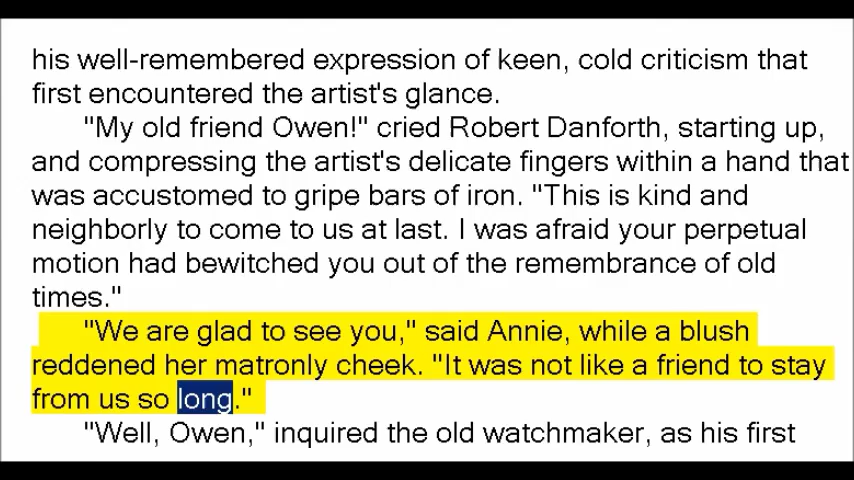 his well-remembered expression of keen, cold criticism that
first encountered the artist's glance.
"My old friend Owen!" cried Robert Danforth, starting up,
and compressing the artist's delicate fingers within a hand that
was accustomed to gripe bars of iron. "This is kind and
neighborly to come to us at last. I was afraid your perpetual
motion had bewitched you out of the remembrance of old
times."
"We are glad to see you," said Annie, while a blush
reddened her matronly cheek. "It was not like a friend to stay
from us so long."
"Well, Owen," inquired the old watchmaker, as his first